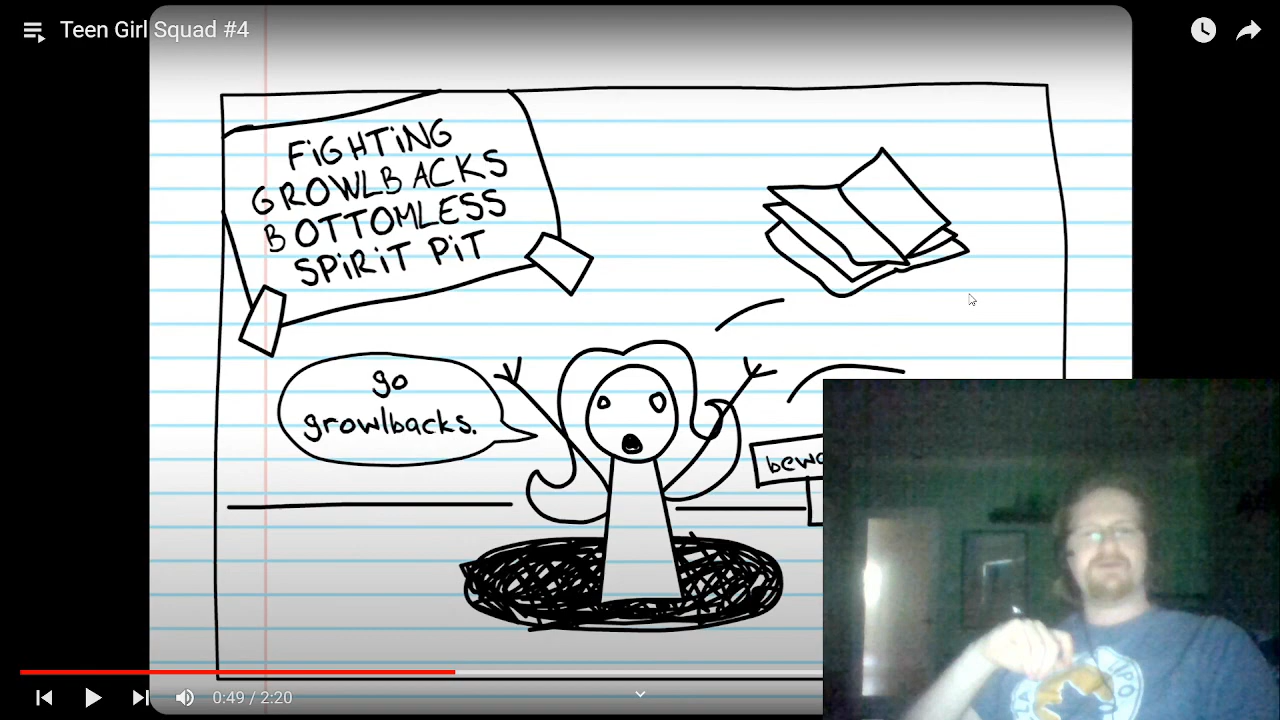 Teen Girl Squad #4
FiGHTiNG
GROWLBACKS
BOTTOMLESS
SPiRiT PiT
go
growlbacks.
0:49 / 2:20